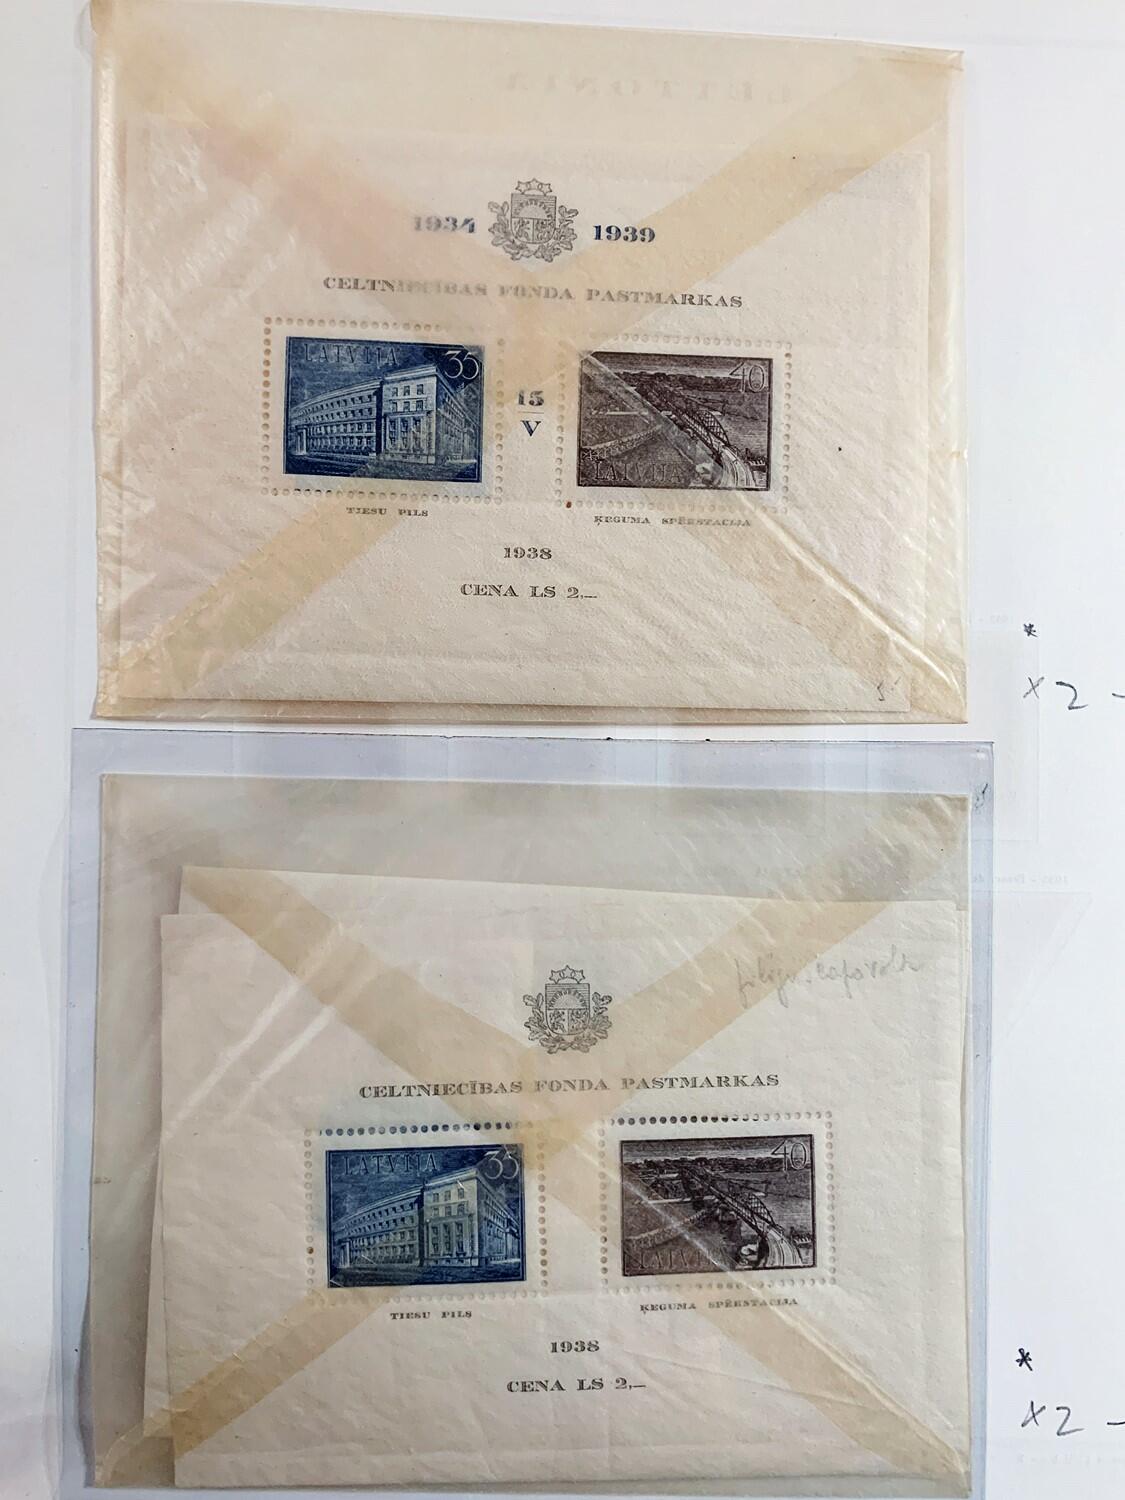 1934 1939
CELTNIECĪBAS FONDA PASTMARKAS
LATVIJA 35
15
V
40
LATVIJA
TIESU PILS
ĶEGUMA SPĒKSTACIJA
1938
CENA LS 2,—
*
x2 -
CELTNIECĪBAS FONDA PASTMARKAS
LATVIJA 35
40
LATVIJA
TIESU PILS
ĶEGUMA SPĒKSTACIJA
1938
CENA LS 2,—
*
x2 -